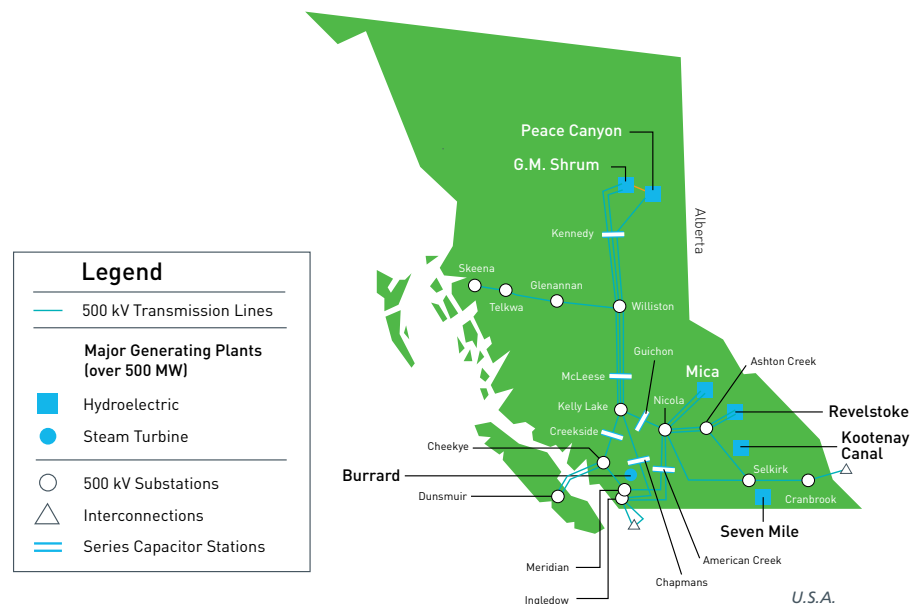 Peace Canyon
G.M. Shrum
Alberta
Kennedy
Skeena
Glenannan
Telkwa
Williston
Guichon
Ashton Creek
McLeese
Mica
Kelly Lake
Nicola
Revelstoke
Creekside
Kootenay
Canal
Cheekye
Burrard
Selkirk
Dunsmuir
Cranbrook
Seven Mile
American Creek
Meridian
Chapmans
Ingledow
U.S.A.
Legend
500 kV Transmission Lines
Major Generating Plants
(over 500 MW)
Hydroelectric
Steam Turbine
500 kV Substations
Interconnections
Series Capacitor Stations